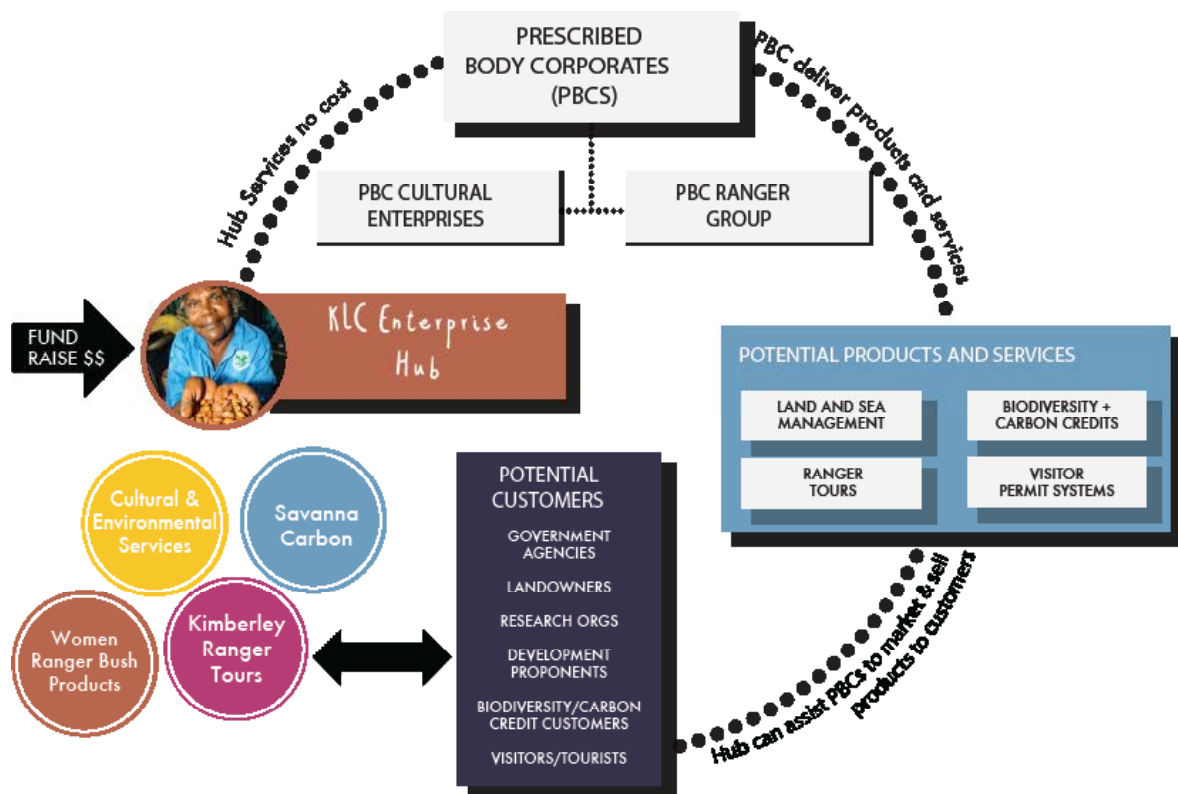 PRESCRIBED
BODY CORPORATES
(PBCS)
Hub Services no cost
PBC deliver products and services
PBC CULTURAL
ENTERPRISES
PBC RANGER
GROUP
FUND
RAISE $$
KLC Enterprise
Hub
POTENTIAL PRODUCTS AND SERVICES
LAND AND SEA
MANAGEMENT
BIODIVERSITY +
CARBON CREDITS
RANGER
TOURS
VISITOR
PERMIT SYSTEMS
Cultural &
Environmental
Services
Savanna
Carbon
Women
Ranger Bush
Products
Kimberley
Ranger
Tours
POTENTIAL
CUSTOMERS
GOVERNMENT
AGENCIES
LANDOWNERS
RESEARCH ORGS
DEVELOPMENT
PROPONENTS
BIODIVERSITY/CARBON
CREDIT CUSTOMERS
VISITORS/TOURISTS
Hub can assist PBCs to market & sell
products to customers